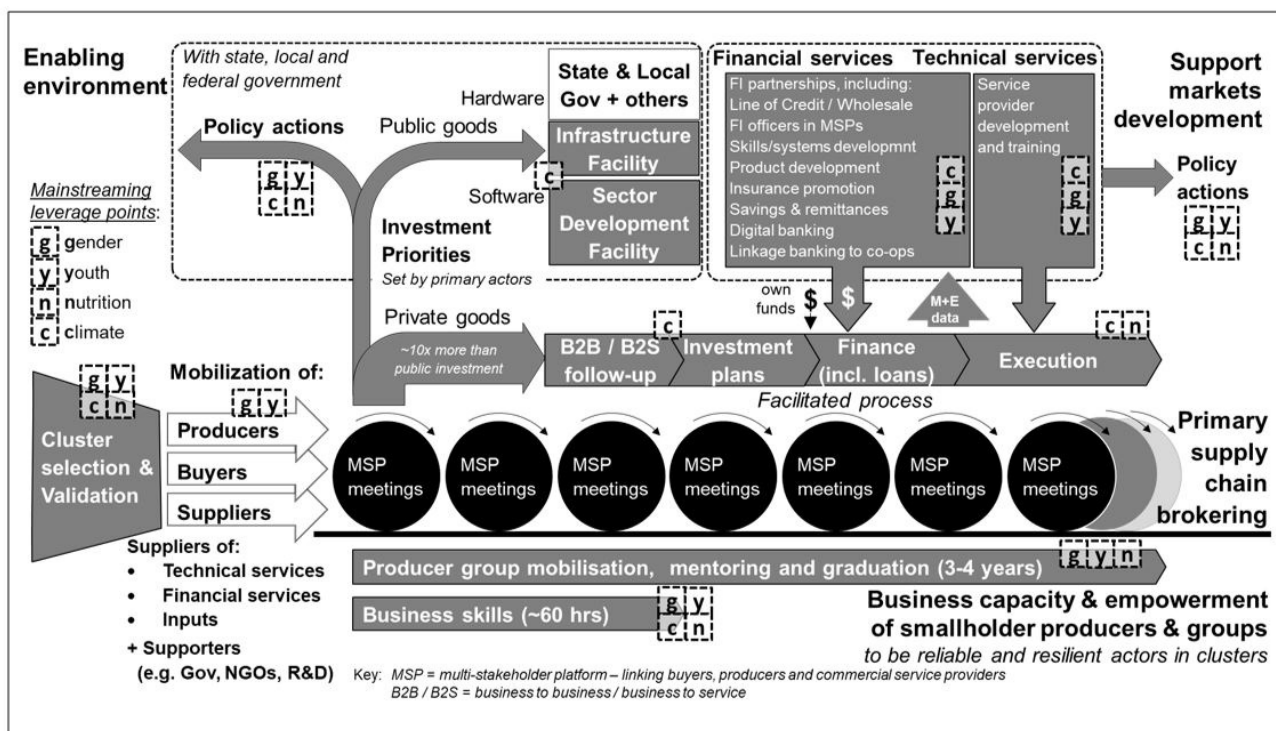 Enabling
environment
With state, local and
federal government
Policy actions
g y
c n
Public goods
Hardware
Software
State & Local
Gov + others
Infrastructure
Facility
c
Sector
Development
Facility
Investment
Priorities
Set by primary actors
Financial services
FI partnerships, including:
Line of Credit / Wholesale
FI officers in MSPs
Skills/systems developmnt
Product development
Insurance promotion
Savings & remittances
Digital banking
Linkage banking to co-ops
c
g
y
Technical services
Service
provider
development
and training
c
g
y
Support
markets
development
Policy
actions
g y
c n
Mainstreaming
leverage points:
g gender
y youth
n nutrition
c climate
Private goods
~10x more than
public investment
own
funds
$
$
M+E
data
c
c n
B2B / B2S
follow-up
Investment
plans
Finance
(incl. loans)
Execution
Facilitated process
g y
c n
Cluster
selection &
Validation
Mobilization of:
g y
Producers
Buyers
Suppliers
MSP
meetings
MSP
meetings
MSP
meetings
MSP
meetings
MSP
meetings
MSP
meetings
MSP
meetings
Primary
supply
chain
brokering
Suppliers of:
• Technical services
• Financial services
• Inputs
+ Supporters
(e.g. Gov, NGOs, R&D)
g y n
Producer group mobilisation, mentoring and graduation (3-4 years)
Business skills (~60 hrs)
g y
c n
Business capacity & empowerment
of smallholder producers & groups
to be reliable and resilient actors in clusters
Key: MSP = multi-stakeholder platform – linking buyers, producers and commercial service providers
B2B / B2S = business to business / business to service